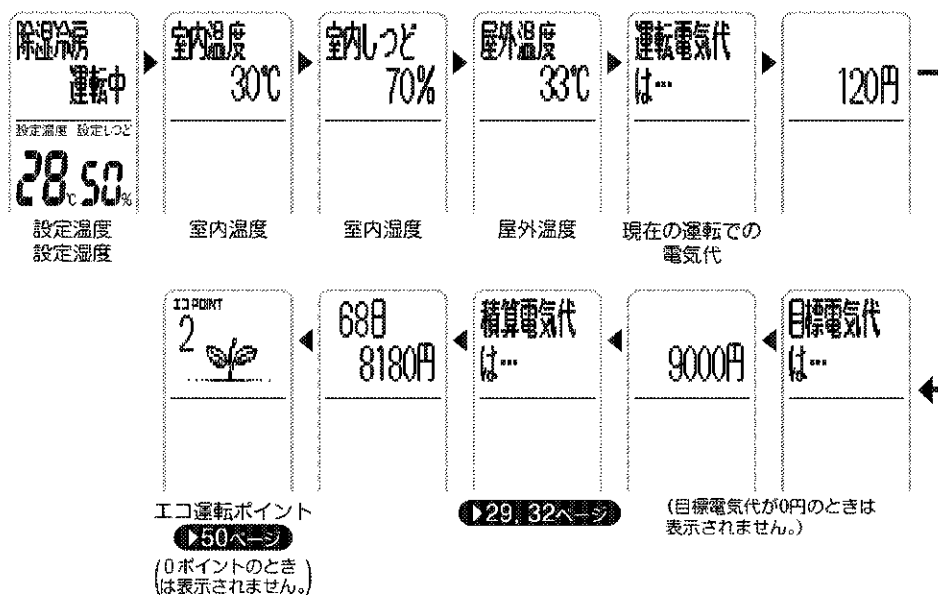 除湿冷房
運転中
設定温度 設定しつど
28℃ 50%
設定温度
設定湿度
室内温度
30℃
室内温度
室内しつど
70%
室内湿度
屋外温度
33℃
屋外温度
運転電気代
は…
現在の運転での
電気代
120円
目標電気代
は…
9000円
(目標電気代が0円のときは
表示されません。)
積算電気代
は…
▶29, 32ページ
68日
8180円
エコPOINT
2
エコ運転ポイント
▶50ページ
(0ポイントのとき
は表示されません。)